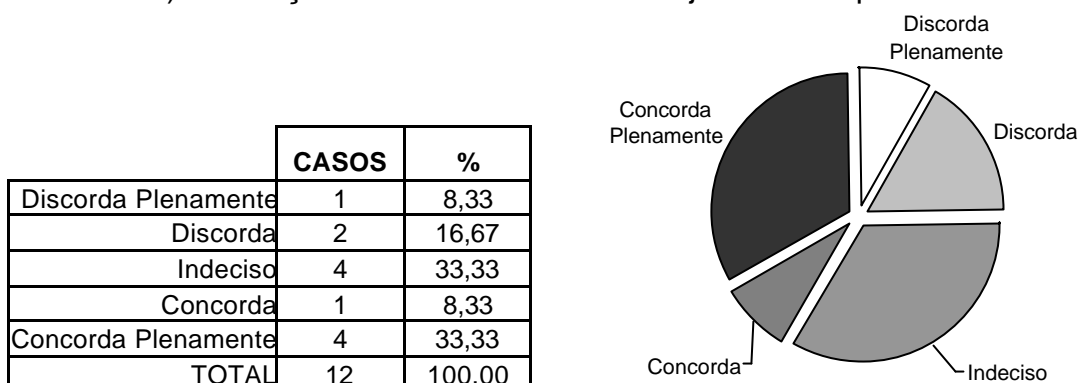 CASOS %
Discorda Plenamente 1 8,33
Discorda 2 16,67
Indeciso 4 33,33
Concorda 1 8,33
Concorda Plenamente 4 33,33
TOTAL 12 100,00
Discorda
Plenamente
Discorda
Indeciso
Concorda
Concorda
Plenamente